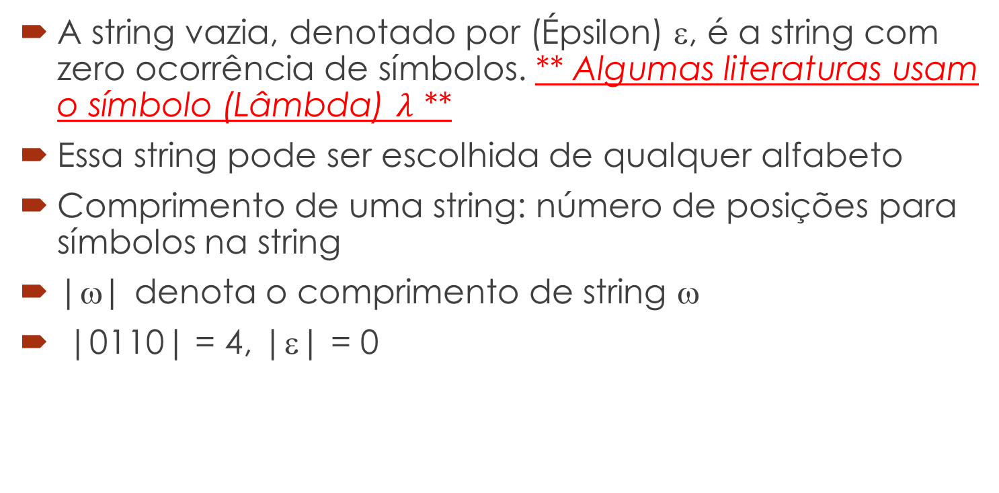 A string vazia, denotado por (Épsilon) ε, é a string com
zero ocorrência de símbolos. ** Algumas literaturas usam
o símbolo (Lâmbda) λ **
Essa string pode ser escolhida de qualquer alfabeto
Comprimento de uma string: número de posições para
símbolos na string
|ω| denota o comprimento de string ω
|0110| = 4, |ε| = 0